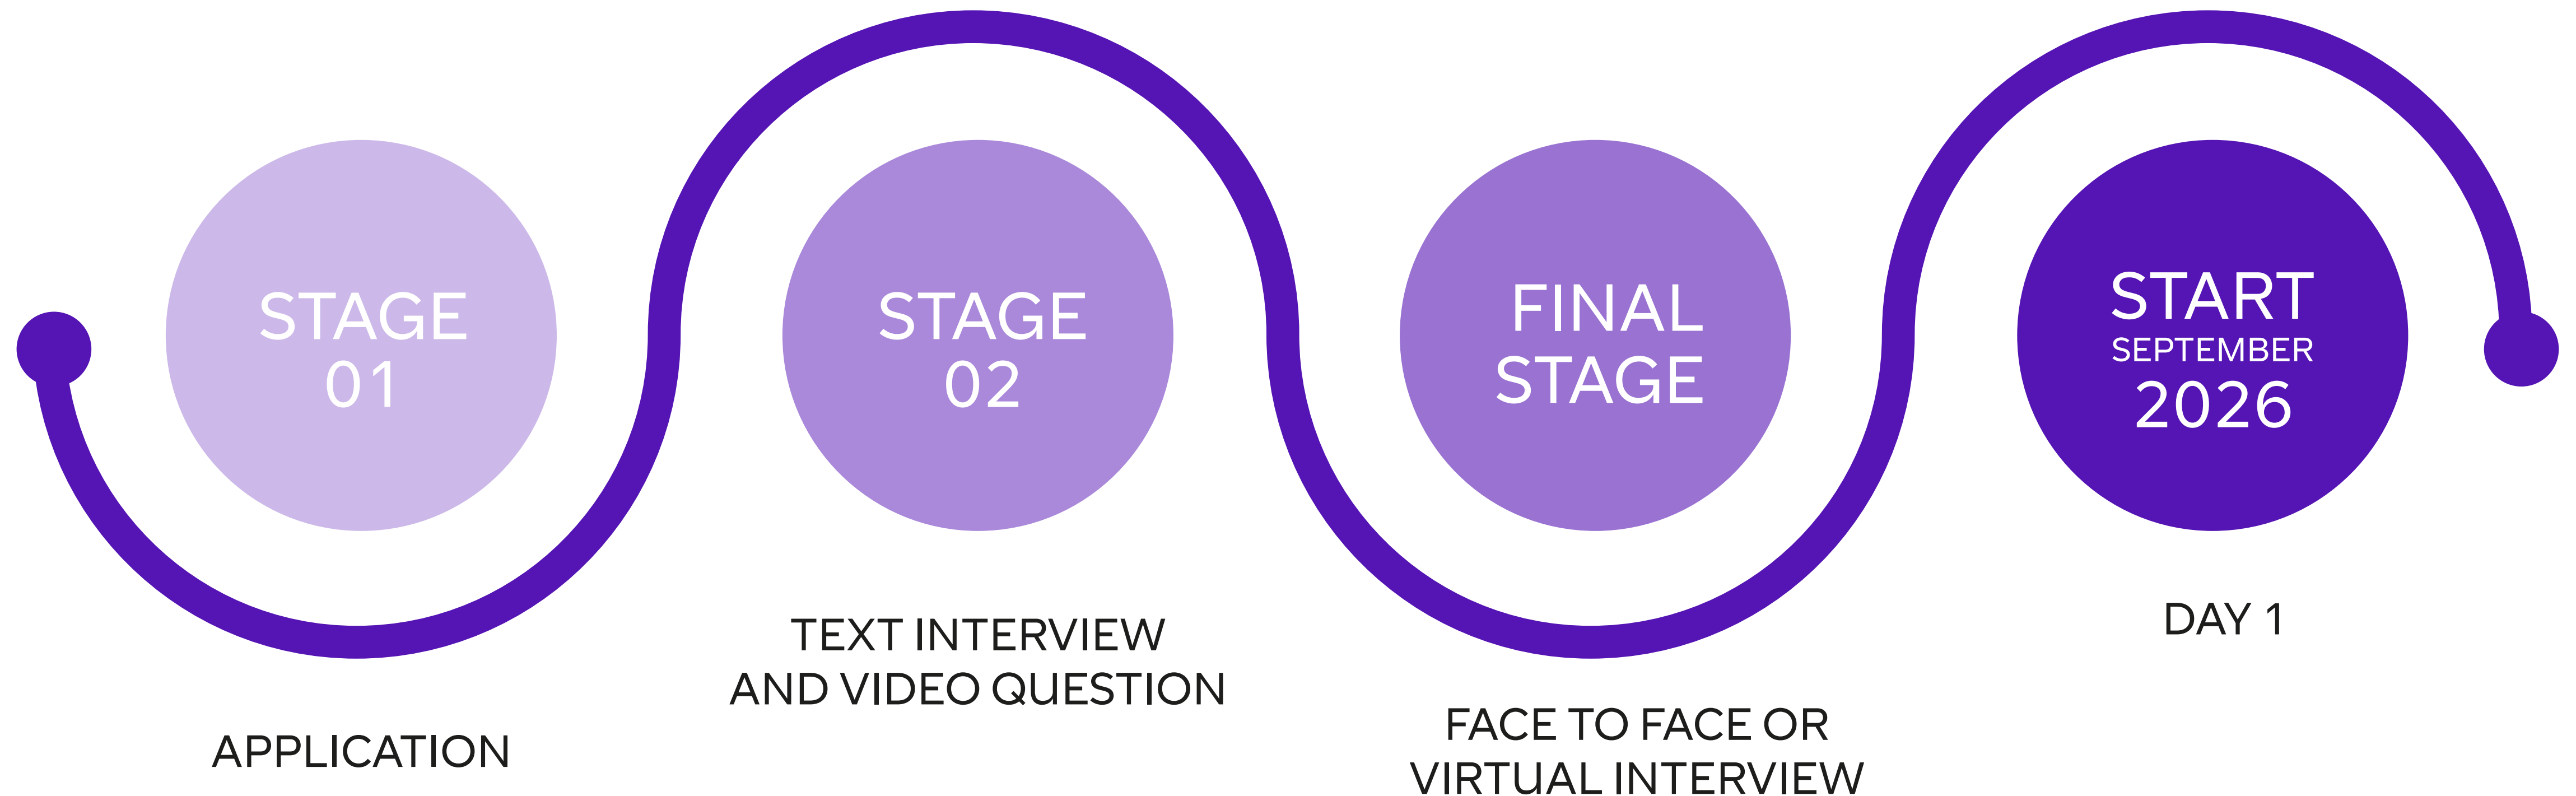 STAGE
01
APPLICATION
STAGE
02
TEXT INTERVIEW
AND VIDEO QUESTION
FINAL
STAGE
FACE TO FACE OR
VIRTUAL INTERVIEW
START
SEPTEMBER
2026
DAY 1